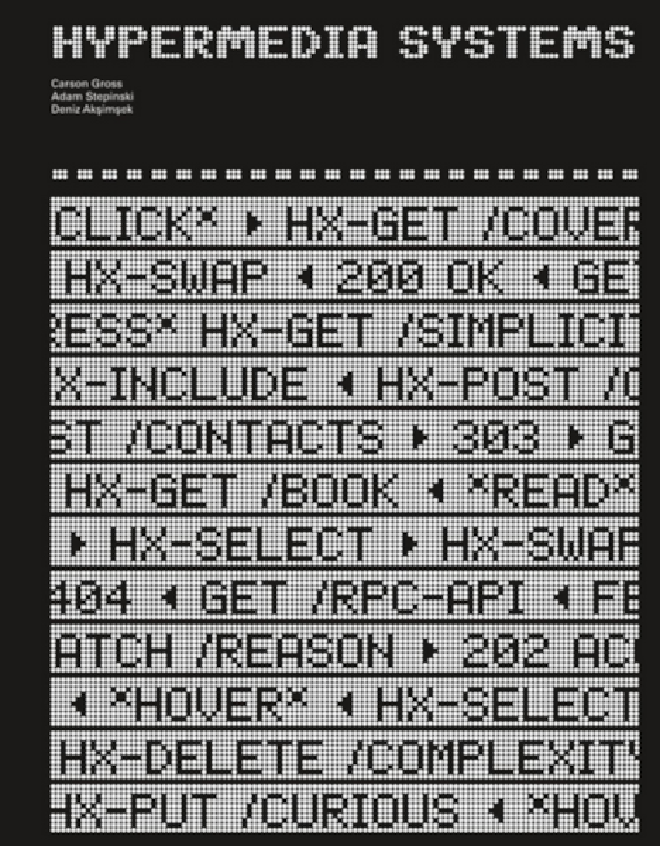 HYPERMEDIA SYSTEMS
Carson Gross
Adam Stepinski
Deniz Akşimşek
CLICK* ▶ HX-GET /COVER
HX-SWAP ◀ 200 OK ◀ GET
RESS* HX-GET /SIMPLICIT
X-INCLUDE ◀ HX-POST /C
ST /CONTACTS ▶ 303 ▶ G
HX-GET /BOOK ◀ *READ*
▶ HX-SELECT ▶ HX-SWAP
404 ◀ GET /RPC-API ◀ FE
ATCH /REASON ▶ 202 ACC
◀ *HOVER* ◀ HX-SELECT
HX-DELETE /COMPLEXITY
HX-PUT /CURIOUS ◀ *HOV